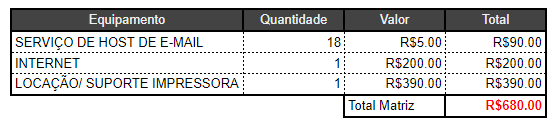 Equipamento Quantidade Valor Total
SERVIÇO DE HOST DE E-MAIL 18 R$5.00 R$90.00
INTERNET 1 R$200.00 R$200.00
LOCAÇÃO/ SUPORTE IMPRESSORA 1 R$390.00 R$390.00
Total Matriz R$680.00